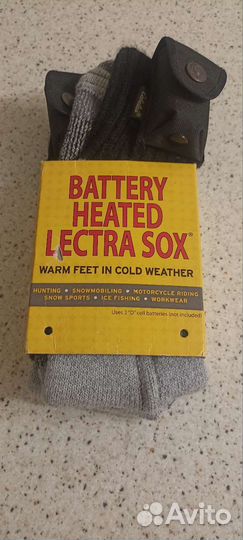 BATTERY
HEATED
LECTRA SOX®
WARM FEET IN COLD WEATHER
HUNTING • SNOWMOBILING • MOTORCYCLE RIDING
SNOW SPORTS • ICE FISHING • WORKWEAR
Uses 2 "D" cell batteries (not included)
Avito